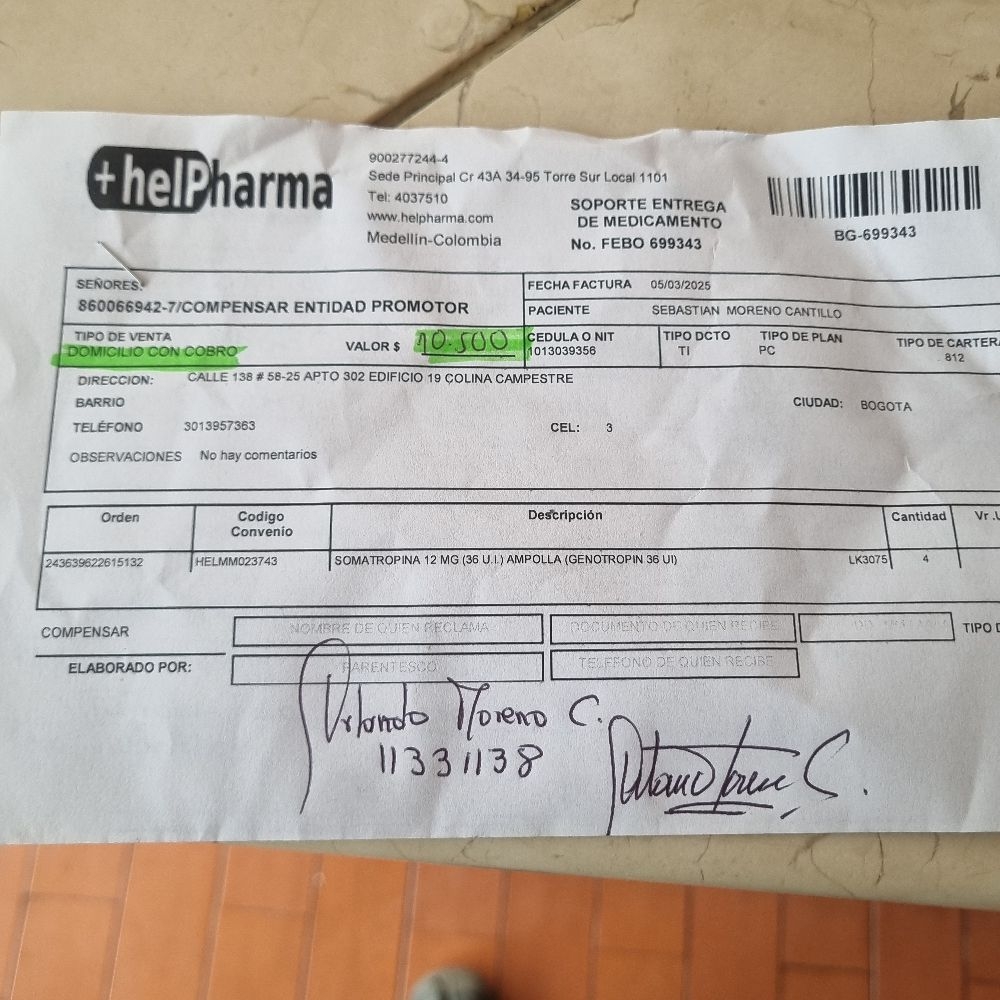 +helPharma
900277244-4
Sede Principal Cr 43A 34-95 Torre Sur Local 1101
Tel: 4037510
www.helpharma.com
Medellin-Colombia
SOPORTE ENTREGA
DE MEDICAMENTO
No. FEBO 699343
BG-699343
SEÑORES:
860066942-7/COMPENSAR ENTIDAD PROMOTOR
FECHA FACTURA 05/03/2025
PACIENTE SEBASTIAN MORENO CANTILLO
TIPO DE VENTA
DOMICILIO CON COBRO
VALOR $ 10.500
CEDULA O NIT
1013039356
TIPO DCTO
TI
TIPO DE PLAN
PC
TIPO DE CARTERA
812
DIRECCION: CALLE 138 # 58-25 APTO 302 EDIFICIO 19 COLINA CAMPESTRE
BARRIO
CIUDAD: BOGOTA
TELÉFONO 3013957363
CEL: 3
OBSERVACIONES No hay comentarios
Orden Codigo Convenio Descripción Cantidad Vr.
243639622615132 HELMM023743 SOMATROPINA 12 MG (36 U.I.) AMPOLLA (GENOTROPIN 36 UI) LK3075 4
COMPENSAR
NOMBRE DE QUIEN RECLAMA
DOCUMENTO DE QUIEN RECIBE
TIPO
ELABORADO POR:
PARENTESCO
TELEFONO DE QUIEN RECIBE
Orlando Moreno C.
11331138